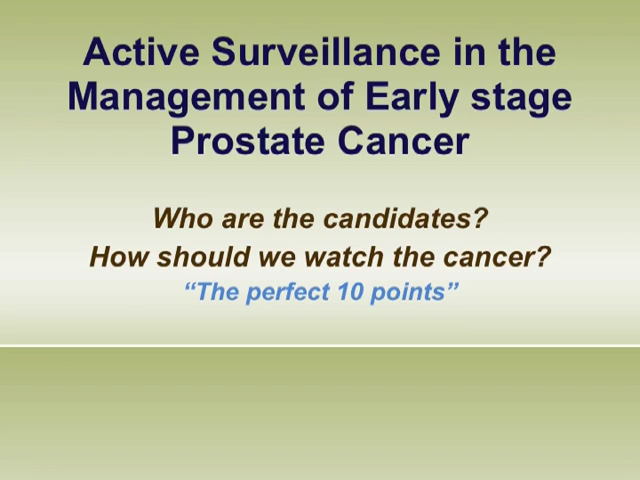 Active Surveillance in the
Management of Early stage
Prostate Cancer
Who are the candidates?
How should we watch the cancer?
“The perfect 10 points”